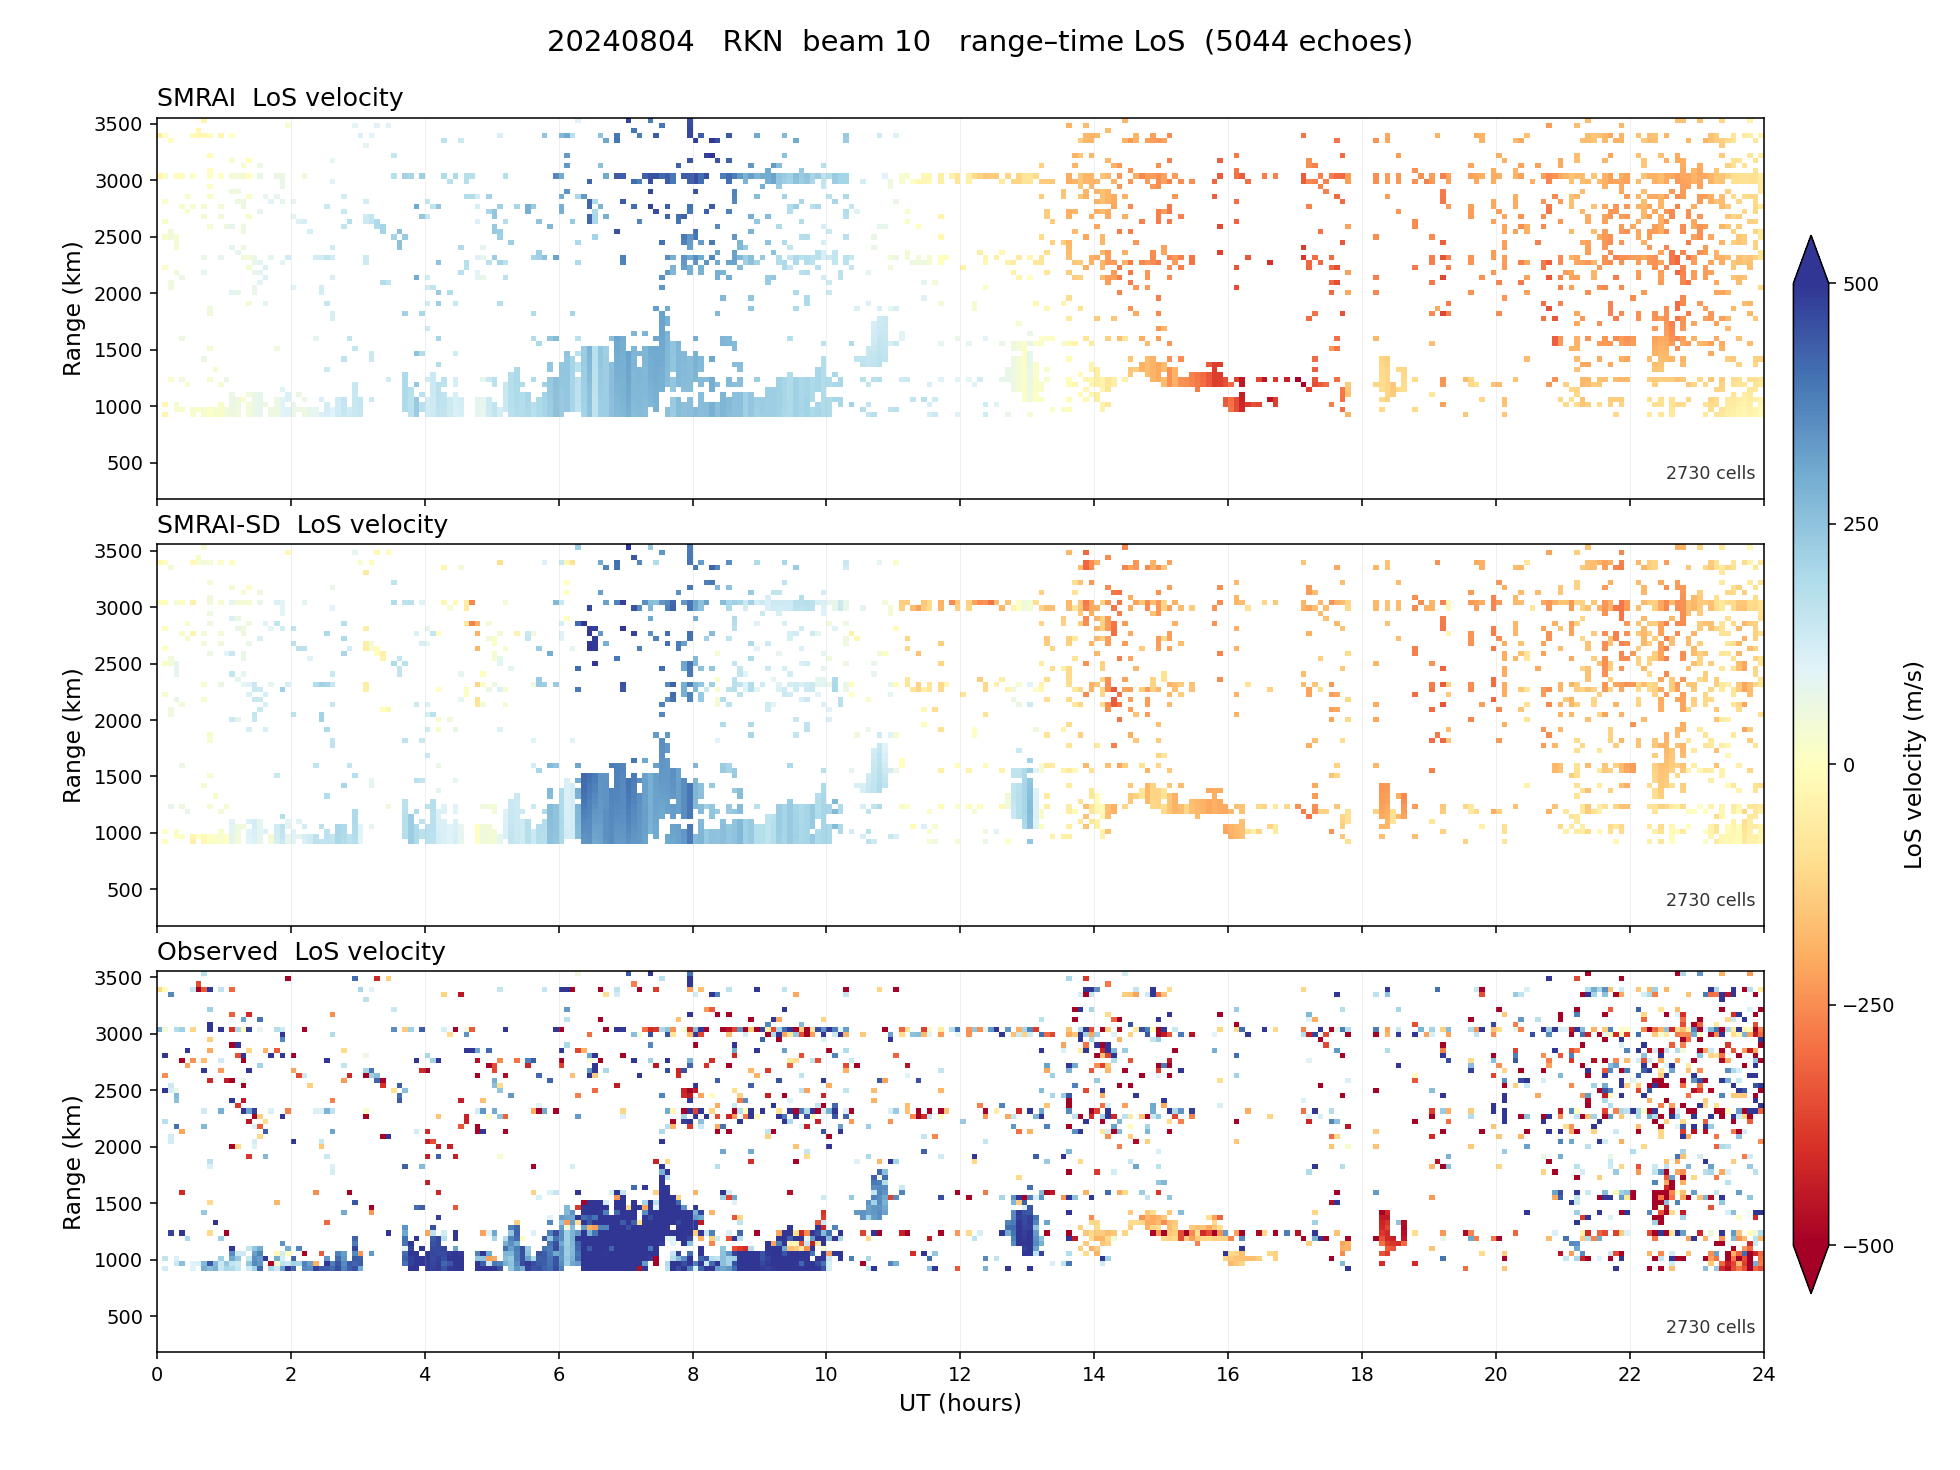 20240804   RKN  beam 10   range–time LoS  (5044 echoes)
SMRAI  LoS velocity
3500
3000
2500
2000
1500
1000
500
Range (km)
2730 cells
SMRAI-SD  LoS velocity
3500
3000
2500
2000
1500
1000
500
Range (km)
2730 cells
Observed  LoS velocity
3500
3000
2500
2000
1500
1000
500
Range (km)
2730 cells
0 2 4 6 8 10 12 14 16 18 20 22 24
UT (hours)
500
250
0
−250
−500
LoS velocity (m/s)